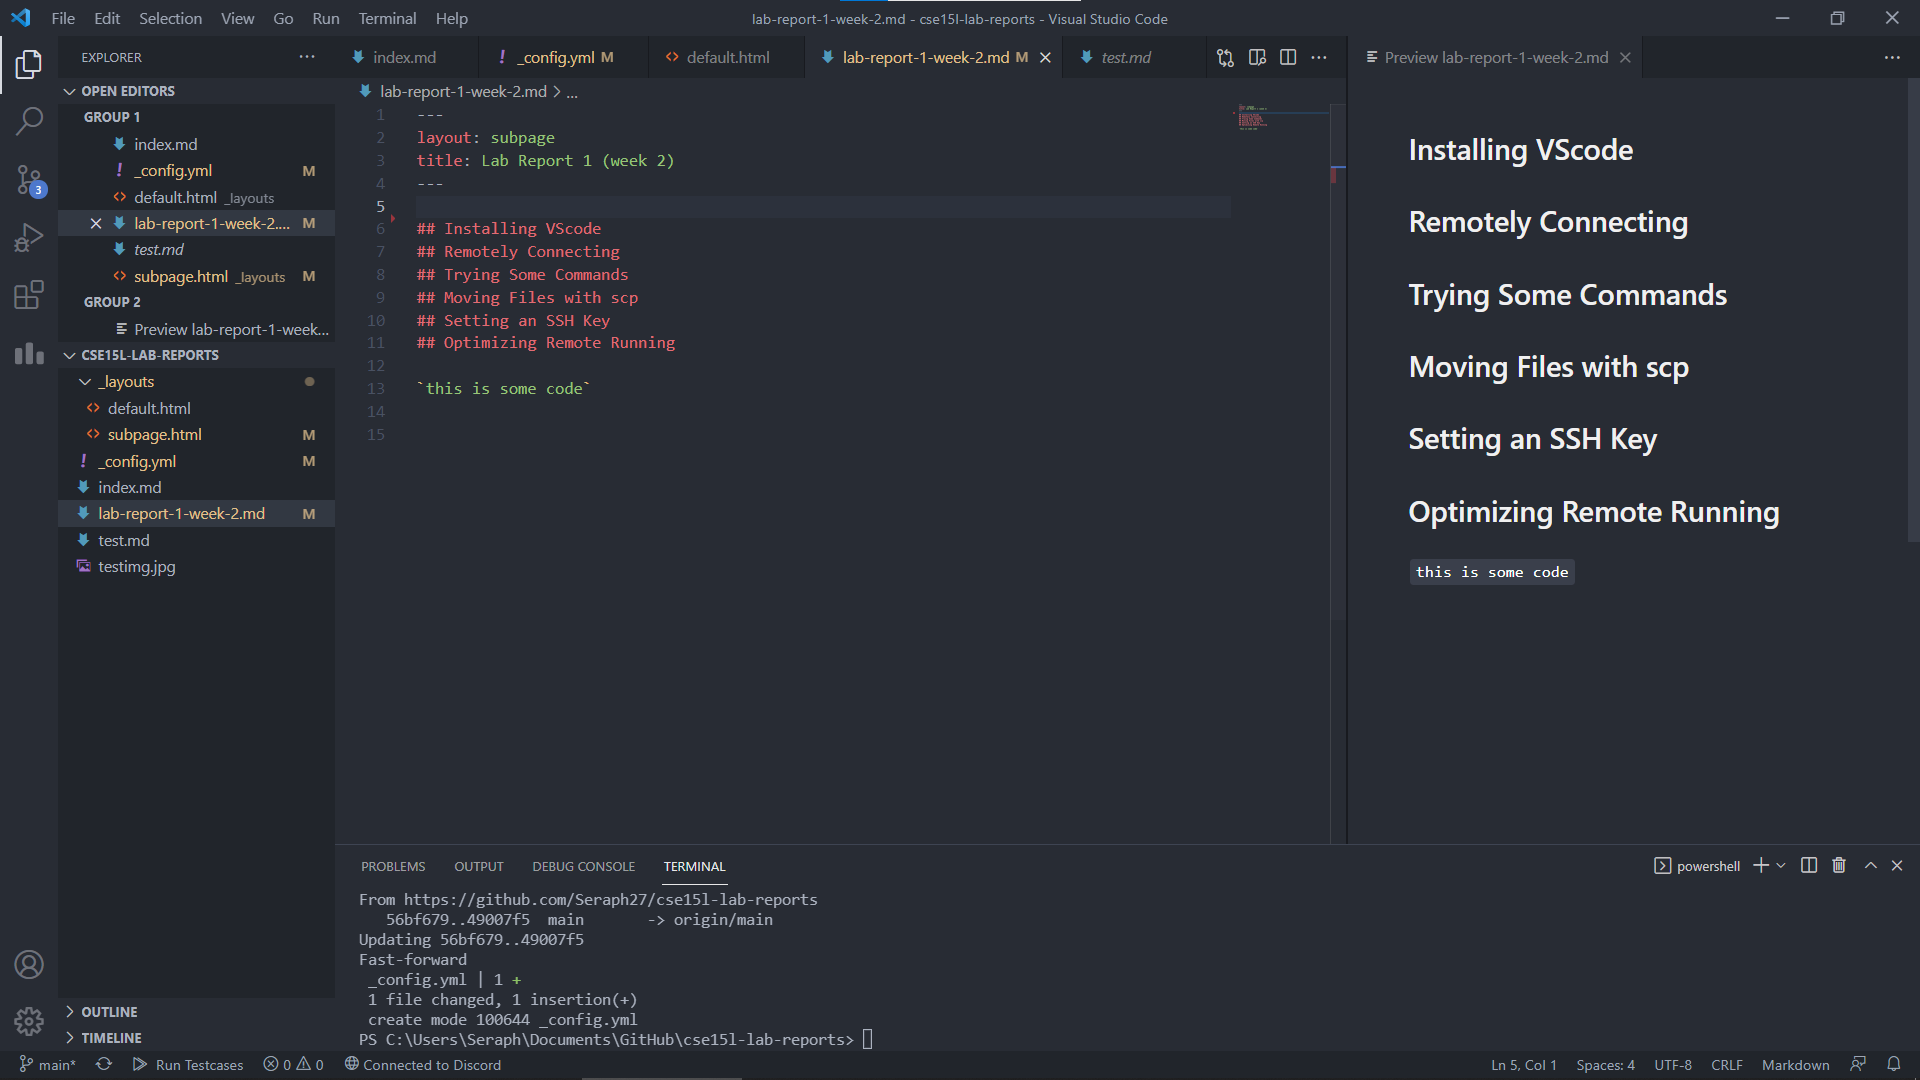 File Edit Selection View Go Run Terminal Help
lab-report-1-week-2.md - cse15l-lab-reports - Visual Studio Code
EXPLORER
OPEN EDITORS
GROUP 1
index.md
! _config.yml M
<> default.html _layouts
lab-report-1-week-2.... M
test.md
<> subpage.html _layouts M
GROUP 2
Preview lab-report-1-week...
CSE15L-LAB-REPORTS
_layouts
<> default.html
<> subpage.html M
! _config.yml M
index.md
lab-report-1-week-2.md M
test.md
testimg.jpg
OUTLINE
TIMELINE
3
index.md ! _config.yml M <> default.html lab-report-1-week-2.md M test.md
lab-report-1-week-2.md > ...
1 ---
2 layout: subpage
3 title: Lab Report 1 (week 2)
4 ---
5
6 ## Installing VScode
7 ## Remotely Connecting
8 ## Trying Some Commands
9 ## Moving Files with scp
10 ## Setting an SSH Key
11 ## Optimizing Remote Running
12
13 `this is some code`
14
15
Preview lab-report-1-week-2.md
Installing VScode
Remotely Connecting
Trying Some Commands
Moving Files with scp
Setting an SSH Key
Optimizing Remote Running
this is some code
PROBLEMS OUTPUT DEBUG CONSOLE TERMINAL
powershell
From https://github.com/Seraph27/cse15l-lab-reports
56bf679..49007f5 main -> origin/main
Updating 56bf679..49007f5
Fast-forward
_config.yml | 1 +
1 file changed, 1 insertion(+)
create mode 100644 _config.yml
PS C:\Users\Seraph\Documents\GitHub\cse15l-lab-reports>
main* Run Testcases 0 0 Connected to Discord
Ln 5, Col 1 Spaces: 4 UTF-8 CRLF Markdown